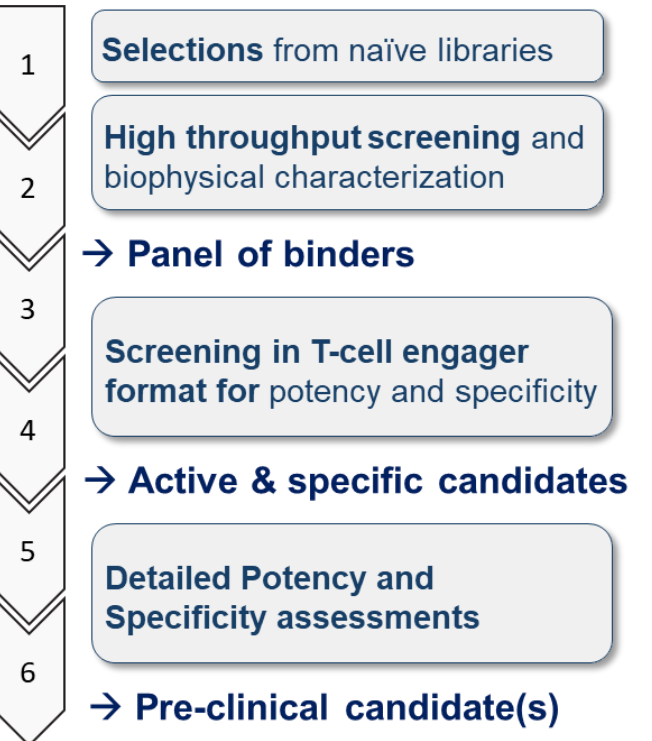 1
Selections from naïve libraries
2
High throughput screening and
biophysical characterization
→ Panel of binders
3
Screening in T-cell engager
format for potency and specificity
4
→ Active & specific candidates
5
Detailed Potency and
Specificity assessments
6
→ Pre-clinical candidate(s)